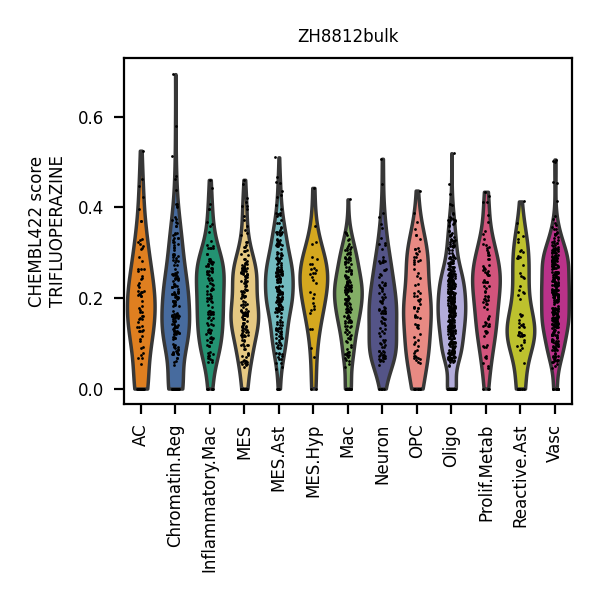 ZH8812bulk
CHEMBL422 score
TRIFLUOPERAZINE
0.6
0.4
0.2
0.0
AC
Chromatin.Reg
Inflammatory.Mac
MES
MES.Ast
MES.Hyp
Mac
Neuron
OPC
Oligo
Prolif.Metab
Reactive.Ast
Vasc